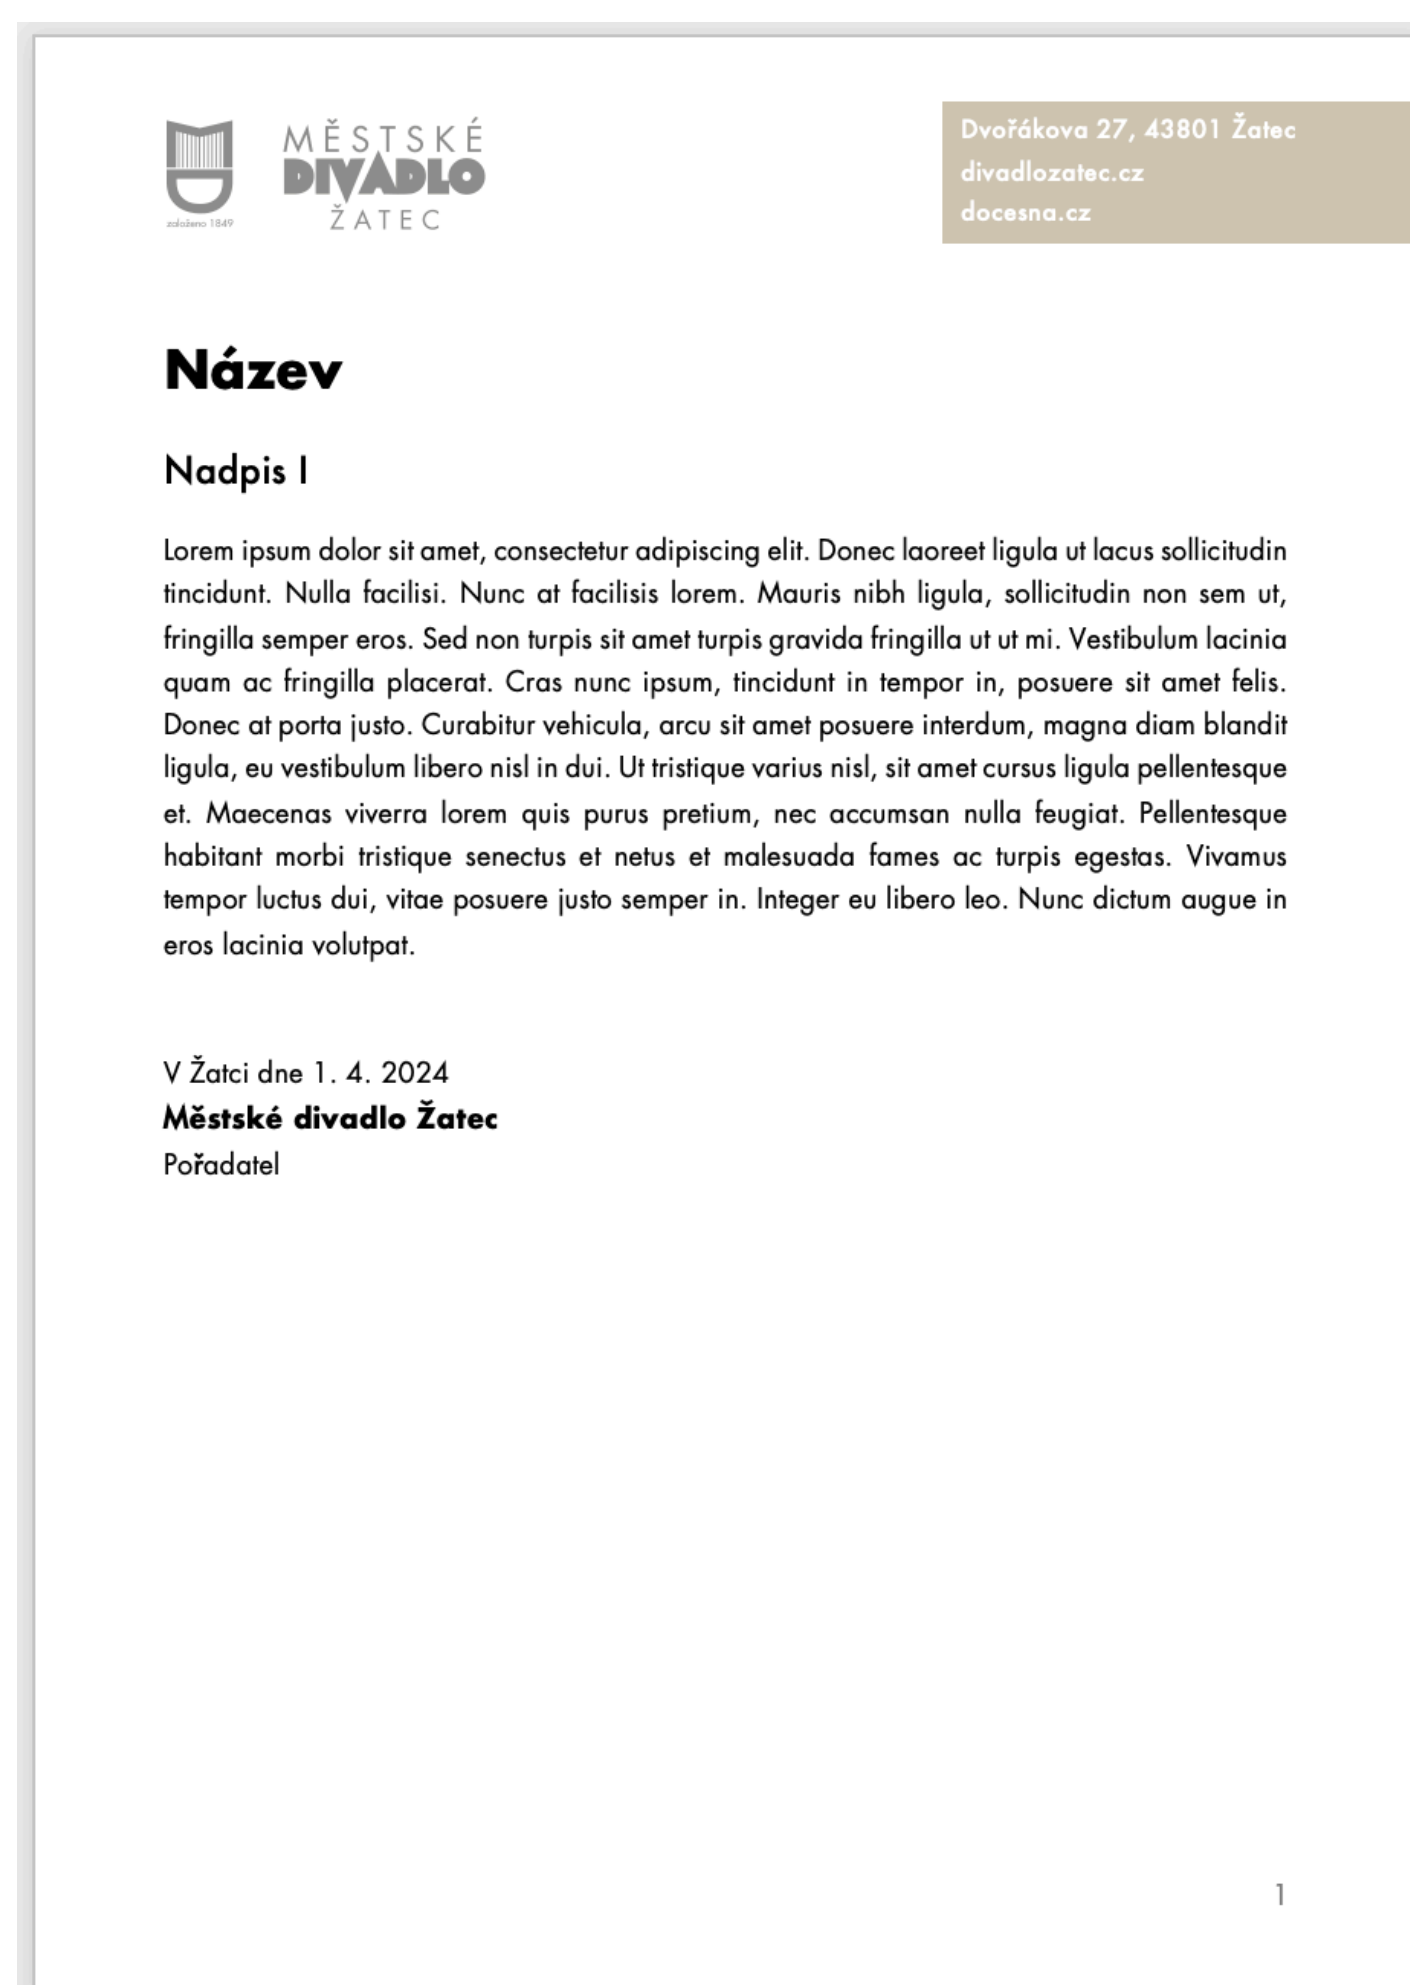 založeno 1849
MĚSTSKÉ
DIVADLO
ŽATEC
Dvořákova 27, 43801 Žatec
divadlozatec.cz
docesna.cz
Název
Nadpis I
Lorem ipsum dolor sit amet, consectetur adipiscing elit. Donec laoreet ligula ut lacus sollicitudin
tincidunt. Nulla facilisi. Nunc at facilisis lorem. Mauris nibh ligula, sollicitudin non sem ut,
fringilla semper eros. Sed non turpis sit amet turpis gravida fringilla ut ut mi. Vestibulum lacinia
quam ac fringilla placerat. Cras nunc ipsum, tincidunt in tempor in, posuere sit amet felis.
Donec at porta justo. Curabitur vehicula, arcu sit amet posuere interdum, magna diam blandit
ligula, eu vestibulum libero nisl in dui. Ut tristique varius nisl, sit amet cursus ligula pellentesque
et. Maecenas viverra lorem quis purus pretium, nec accumsan nulla feugiat. Pellentesque
habitant morbi tristique senectus et netus et malesuada fames ac turpis egestas. Vivamus
tempor luctus dui, vitae posuere justo semper in. Integer eu libero leo. Nunc dictum augue in
eros lacinia volutpat.
V Žatci dne 1. 4. 2024
Městské divadlo Žatec
Pořadatel
1